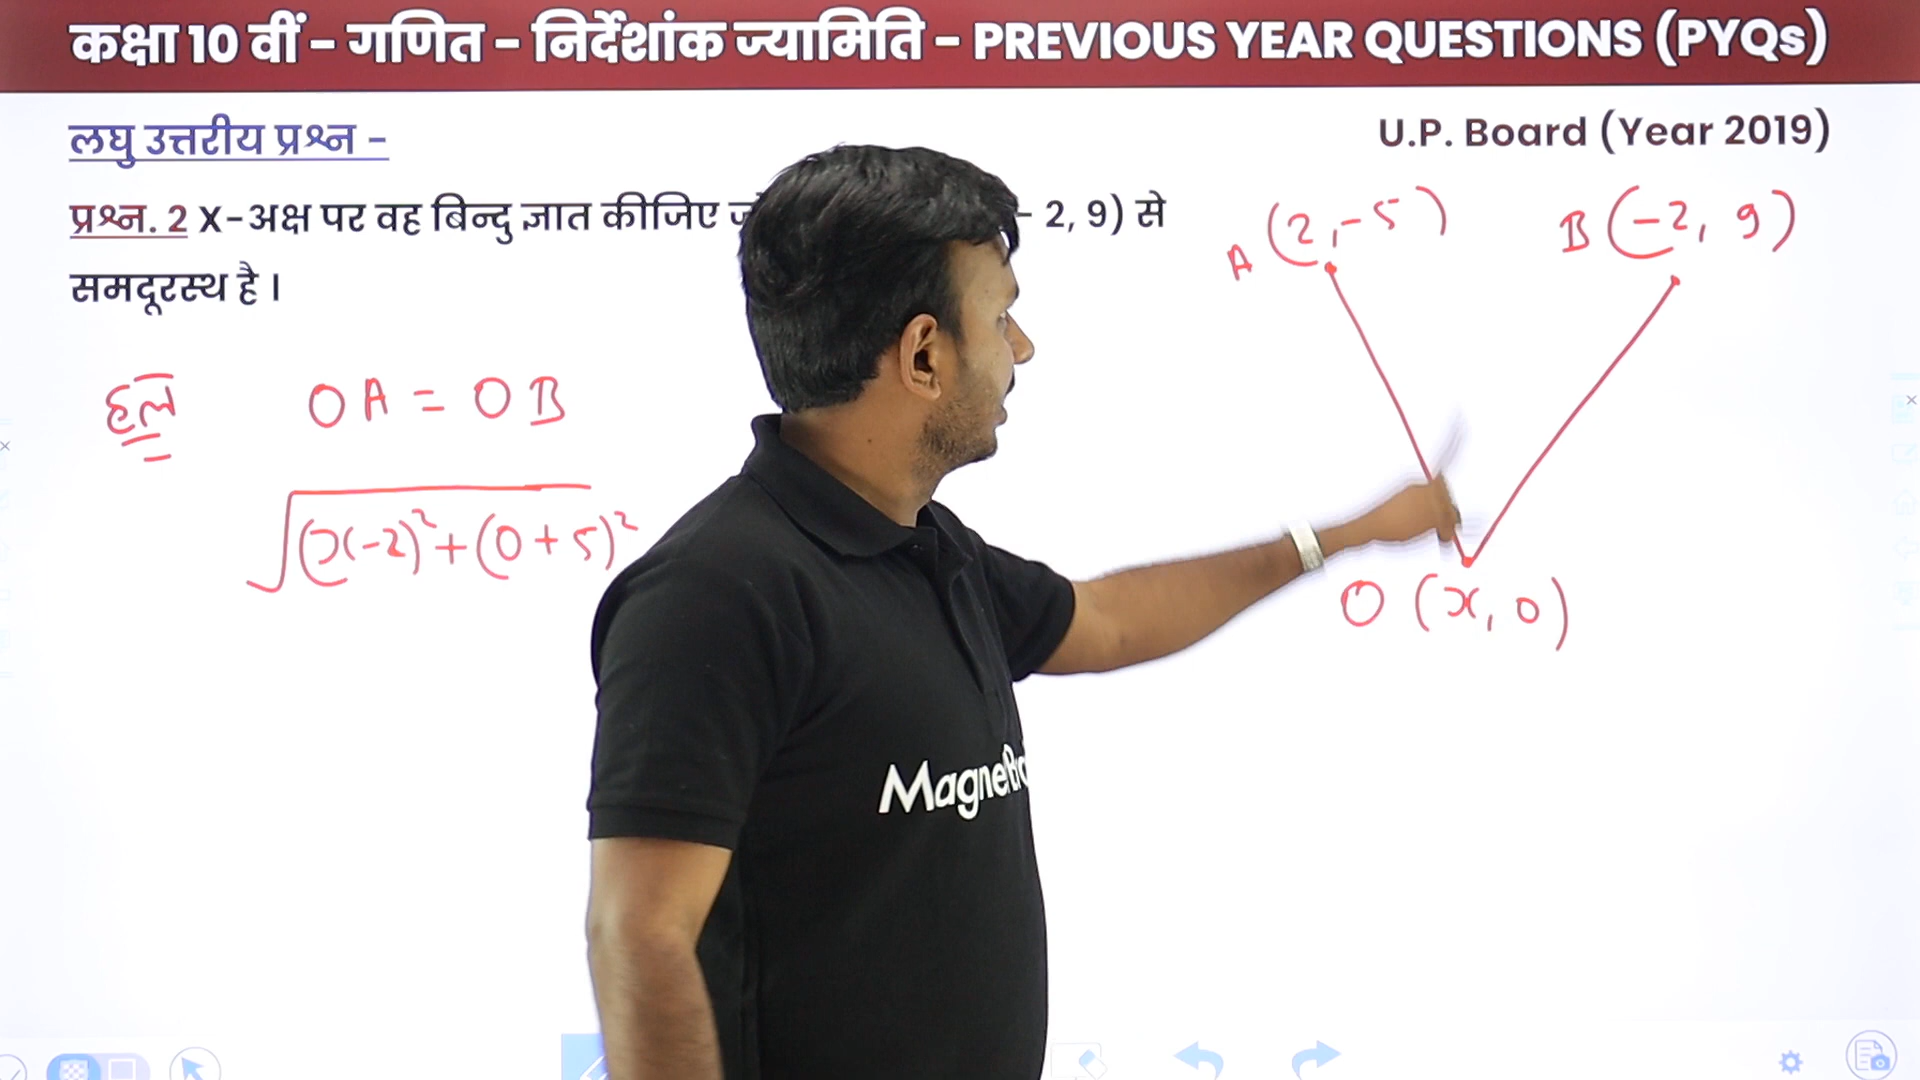 कक्षा 10 वीं – गणित – निर्देशांक ज्यामिति – PREVIOUS YEAR QUESTIONS (PYQs)
लघु उत्तरीय प्रश्न –
U.P. Board (Year 2019)
प्रश्न. 2 X-अक्ष पर वह बिन्दु ज्ञात कीजिए - 2, 9) से
समदूरस्थ है ।
A (2, -5)
B (-2, 9)
हल
OA = OB
√(x-2)²+(0+5)²
O (x, 0)